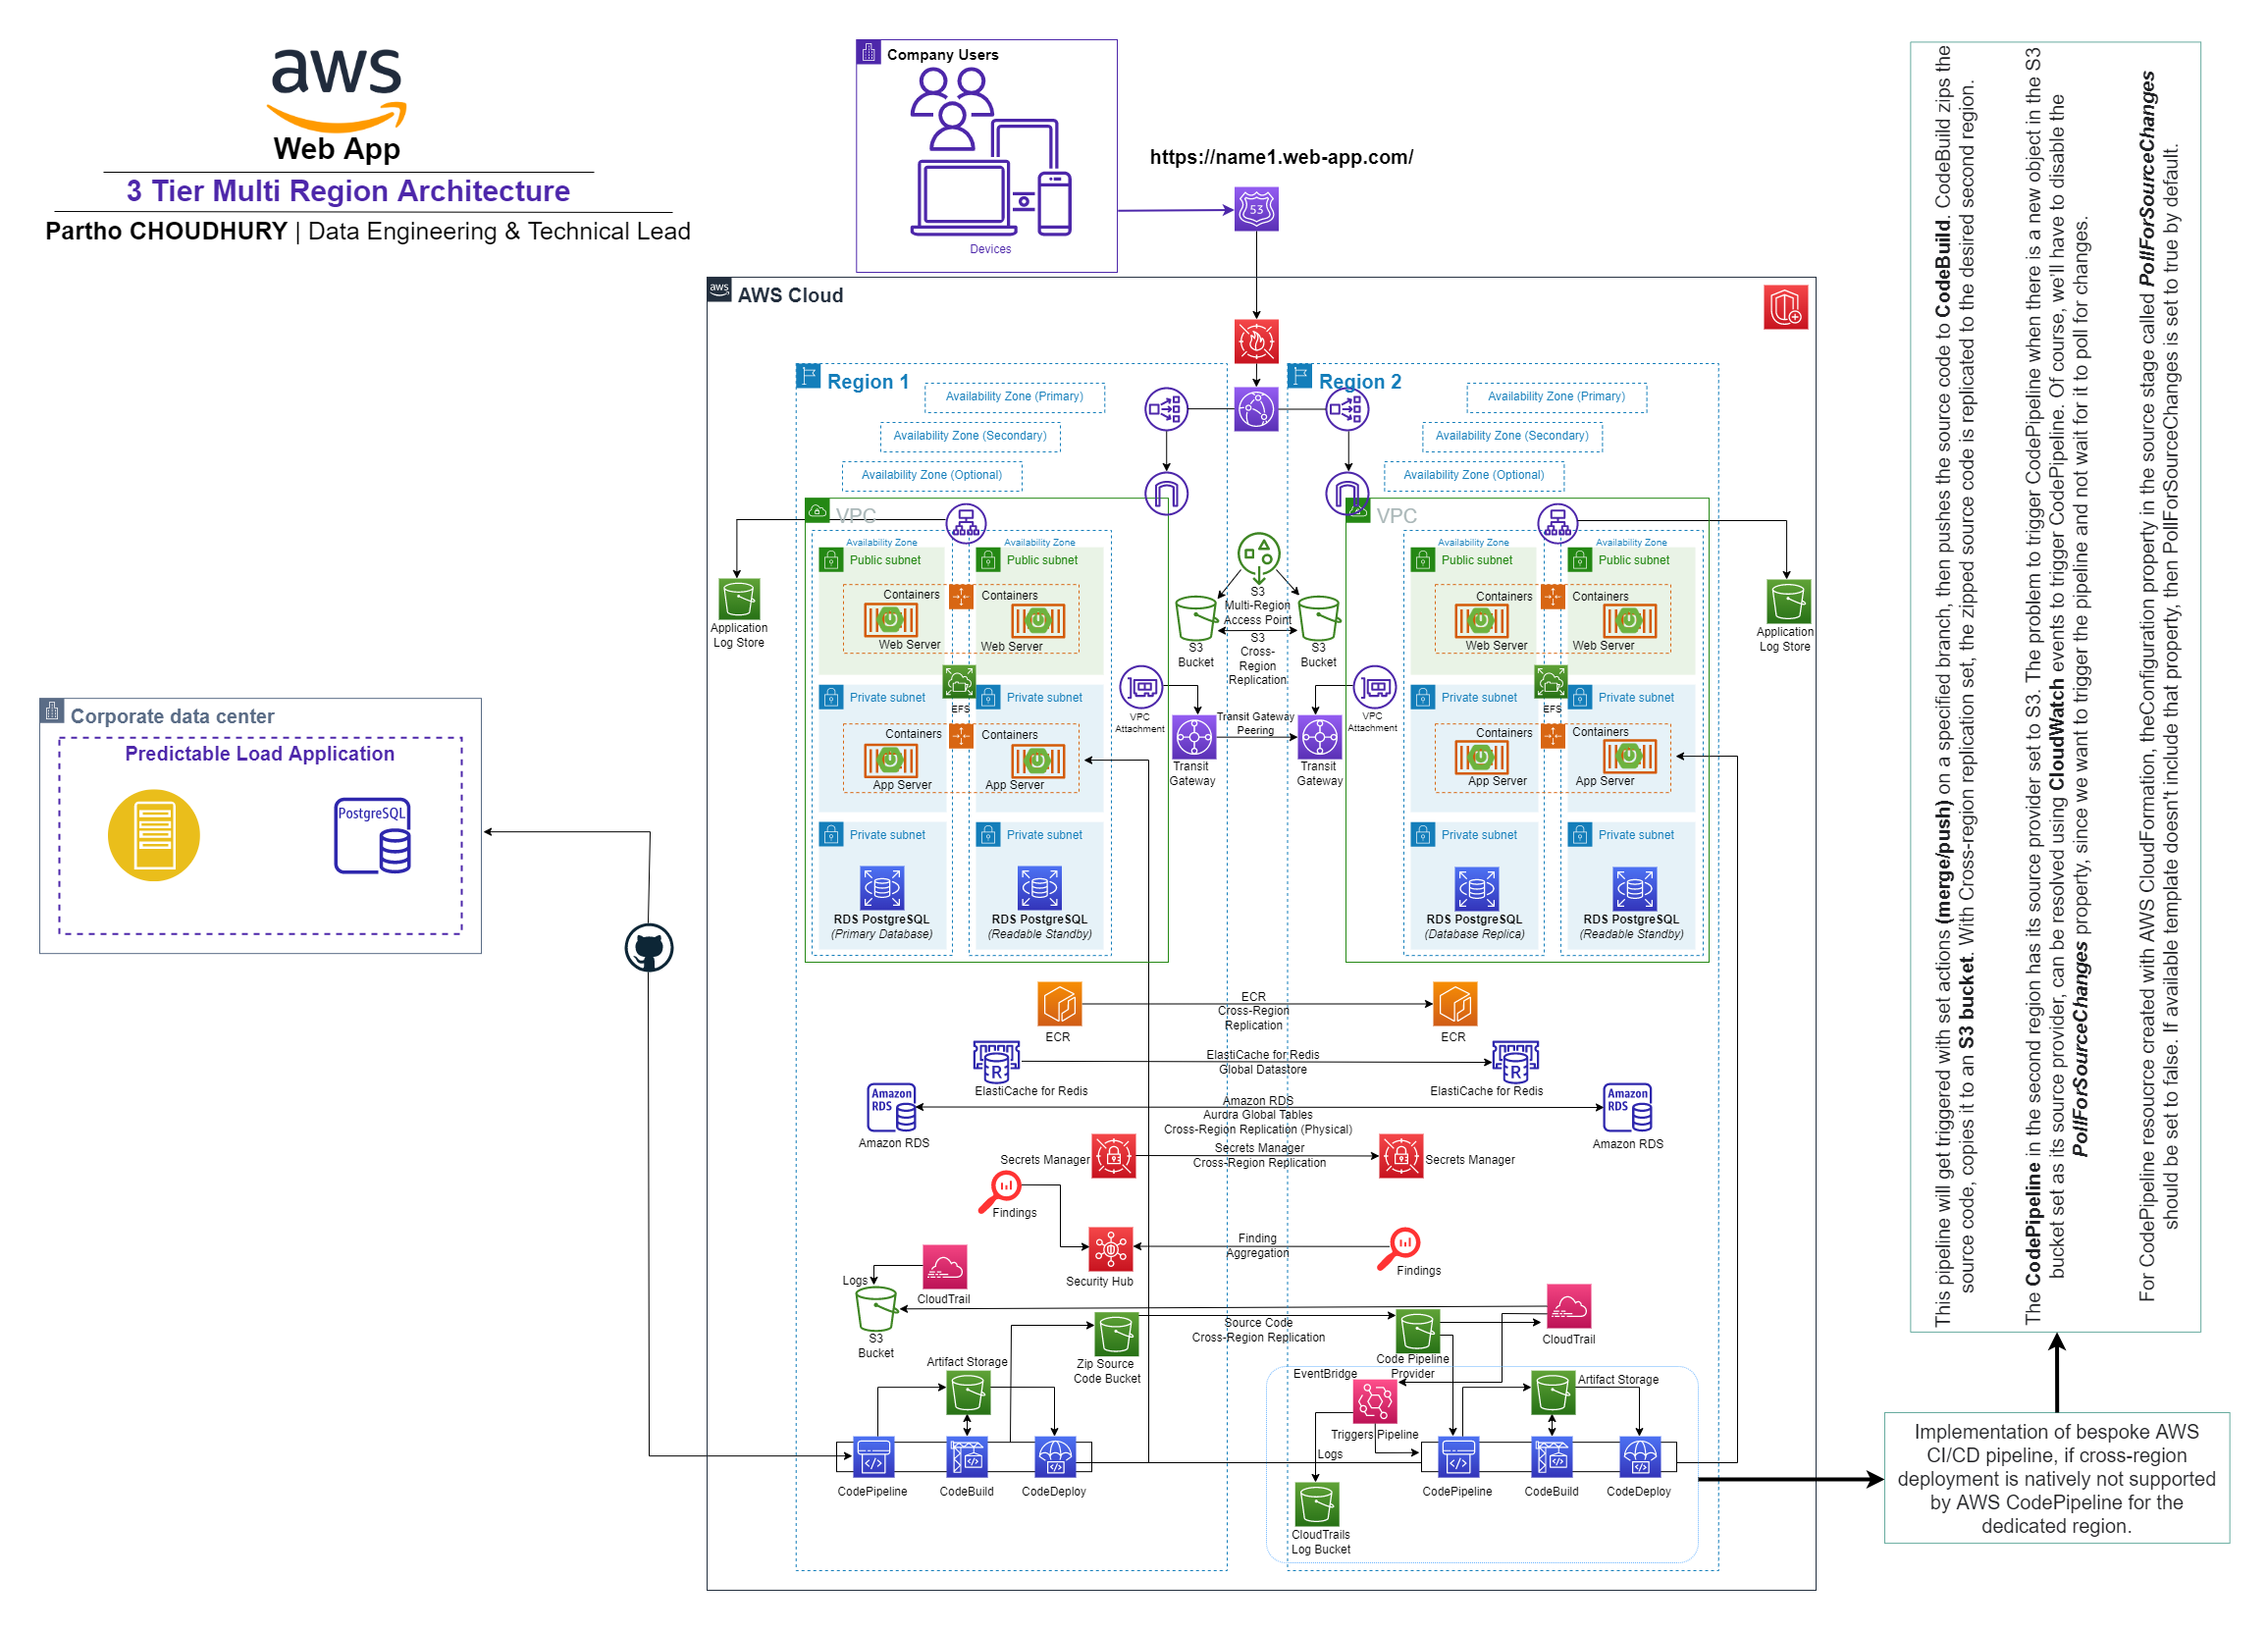 aws
Web App
3 Tier Multi Region Architecture
Partho CHOUDHURY | Data Engineering & Technical Lead
Company Users
Devices
https://name1.web-app.com/
53
aws
AWS Cloud
Region 1
Availability Zone (Primary)
Availability Zone (Secondary)
Availability Zone (Optional)
Region 2
Availability Zone (Primary)
Availability Zone (Secondary)
Availability Zone (Optional)
VPC
Availability Zone
Availability Zone
Public subnet
Public subnet
Containers
Containers
Web Server
Web Server
EFS
Private subnet
Private subnet
Containers
Containers
App Server
App Server
Private subnet
Private subnet
RDS PostgreSQL
(Primary Database)
RDS PostgreSQL
(Readable Standby)
Application
Log Store
S3
Multi-Region
Access Point
S3
Cross-
Region
Replication
S3
Bucket
S3
Bucket
VPC
Attachment
VPC
Attachment
Transit Gateway
Peering
Transit
Gateway
Transit
Gateway
VPC
Availability Zone
Availability Zone
Public subnet
Public subnet
Containers
Containers
Web Server
Web Server
EFS
Private subnet
Private subnet
Containers
Containers
App Server
App Server
Private subnet
Private subnet
RDS PostgreSQL
(Database Replica)
RDS PostgreSQL
(Readable Standby)
Application
Log Store
Corporate data center
Predictable Load Application
PostgreSQL
ECR
Cross-Region
Replication
ECR
ECR
ElastiCache for Redis
Global Datastore
R
ElastiCache for Redis
R
ElastiCache for Redis
Amazon
RDS
Amazon RDS
Amazon RDS
Aurora Global Tables
Cross-Region Replication (Physical)
Amazon
RDS
Amazon RDS
Secrets Manager
Secrets Manager
Cross-Region Replication
Secrets Manager
Findings
Security Hub
Finding
Aggregation
Findings
Logs
CloudTrail
S3
Bucket
CloudTrail
Source Code
Cross-Region Replication
Zip Source
Code Bucket
Code Pipeline
Provider
Artifact Storage
CodePipeline
CodeBuild
CodeDeploy
EventBridge
Triggers Pipeline
Logs
CloudTrails
Log Bucket
Artifact Storage
CodePipeline
CodeBuild
CodeDeploy
Implementation of bespoke AWS
CI/CD pipeline, if cross-region
deployment is natively not supported
by AWS CodePipeline for the
dedicated region.
This pipeline will get triggered with set actions (merge/push) on a specified branch, then pushes the source code to CodeBuild. CodeBuild zips the
source code, copies it to an S3 bucket. With Cross-region replication set, the zipped source code is replicated to the desired second region.
The CodePipeline in the second region has its source provider set to S3. The problem to trigger CodePipeline when there is a new object in the S3
bucket set as its source provider, can be resolved using CloudWatch events to trigger CodePipeline. Of course, we'll have to disable the
PollForSourceChanges property, since we want to trigger the pipeline and not wait for it to poll for changes.
For CodePipeline resoucrce created with AWS CloudFormation, theConfiguration property in the source stage called PollForSourceChanges
should be set to false. If available template doesn't include that property, then PollForSourceChanges is set to true by default.